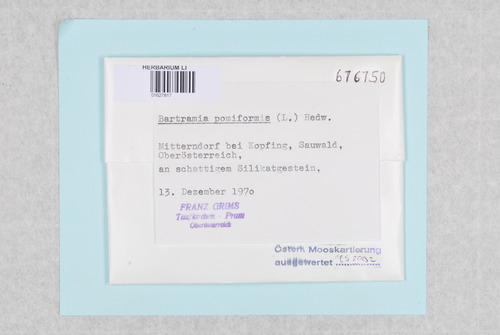 HERBARIUM LI
01627817
676750
Bartramia pomiformis (L.) Hedw.
Mitterndorf bei Kopfing, Sauwald,
Oberösterreich,
an schattigem Silikatgestein,
13. Dezember 1970
FRANZ GRIMS
Taufkirchen - Pram
Oberösterreich
Österr. Mooskartierung
ausgewertet